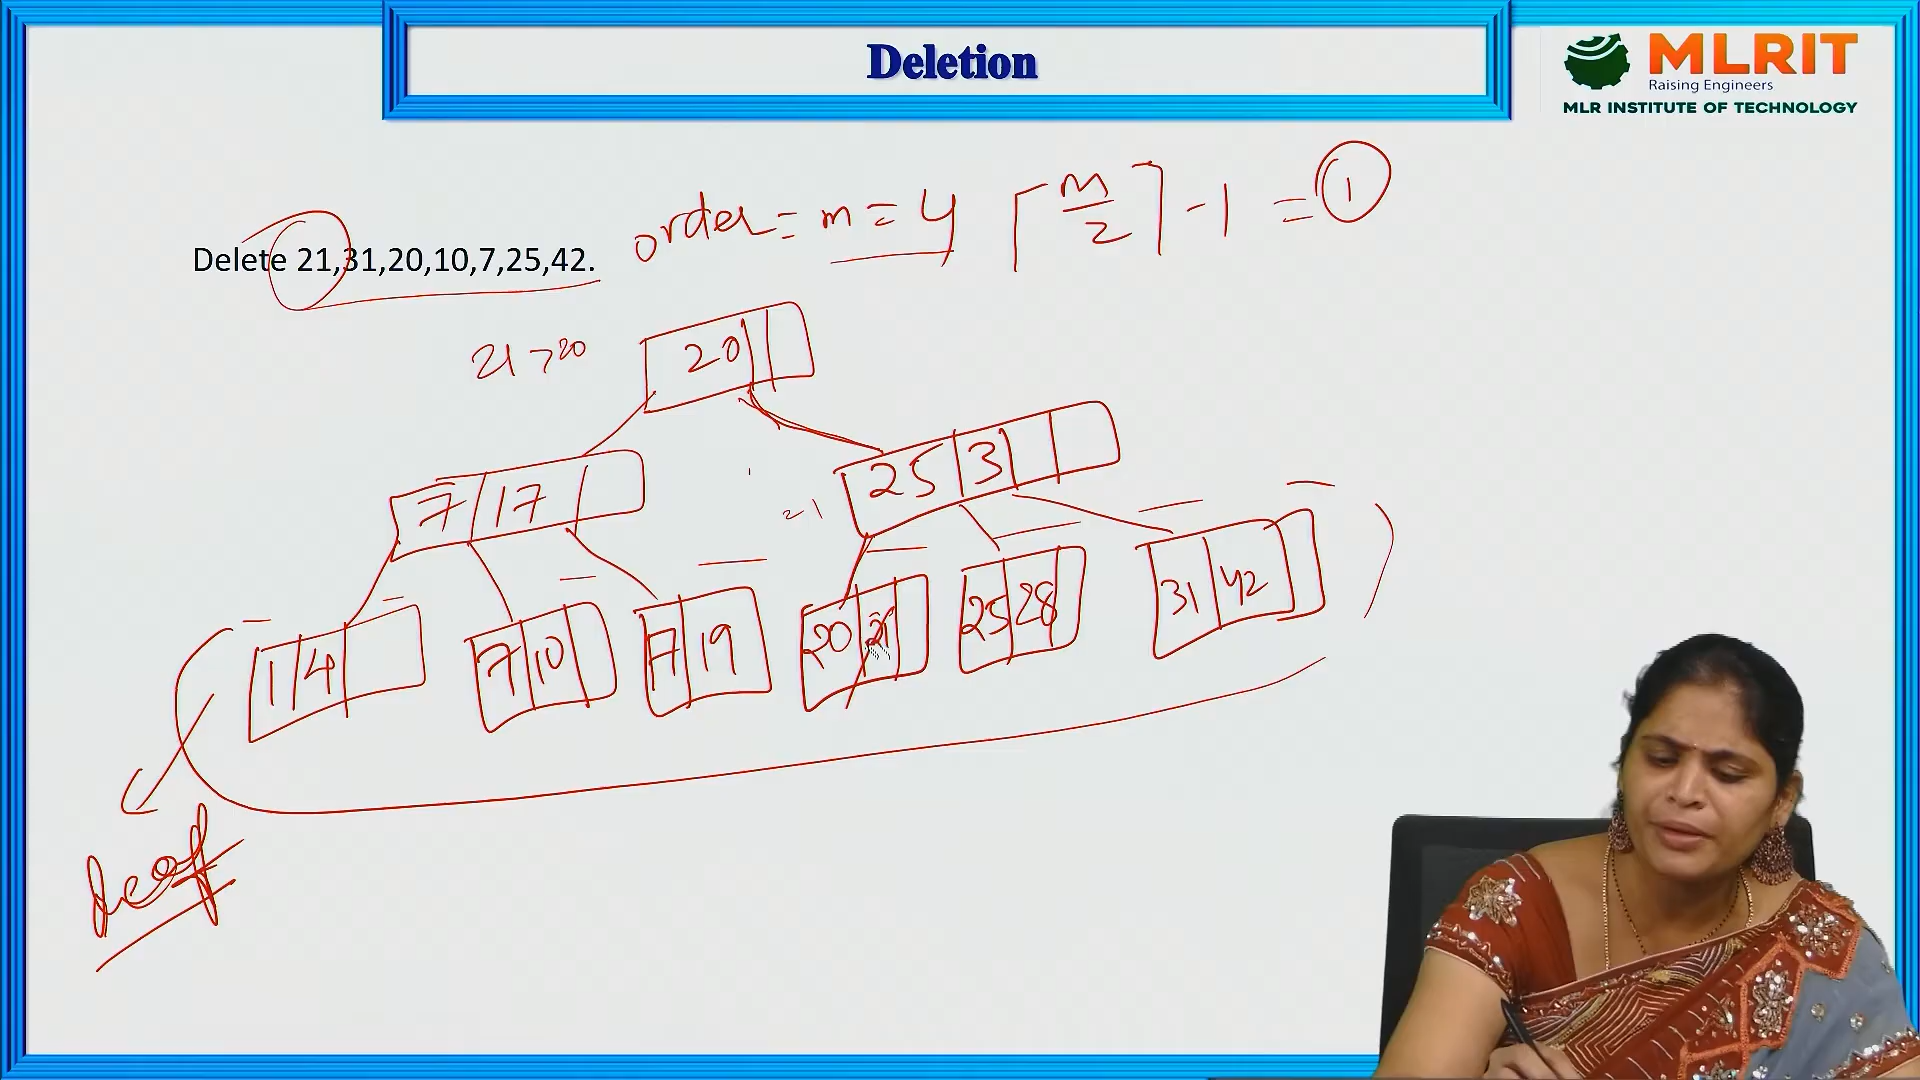 Deletion
MLRIT
Raising Engineers
MLR INSTITUTE OF TECHNOLOGY
order = m = 4 ⌈m/2⌉ - 1 = 1
Delete 21,31,20,10,7,25,42.
21 > 20
20
7 17
25 31
21
1 4
7 10
17 19
20 21
25 28
31 42
leaf